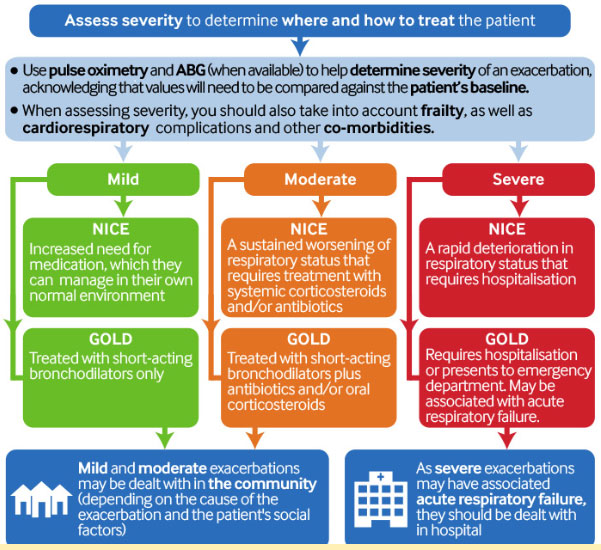 Assess severity to determine where and how to treat the patient
• Use pulse oximetry and ABG (when available) to help determine severity of an exacerbation,
acknowledging that values will need to be compared against the patient's baseline.
• When assessing severity, you should also take into account frailty, as well as
cardiorespiratory complications and other co-morbidities.
Mild
NICE
Increased need for
medication, which they
can manage in their own
normal environment
GOLD
Treated with short-acting
bronchodilators only
Moderate
NICE
A sustained worsening of
respiratory status that
requires treatment with
systemic corticosteroids
and/or antibiotics
GOLD
Treated with short-acting
bronchodilators plus
antibiotics and/or oral
corticosteroids
Severe
NICE
A rapid deterioration in
respiratory status that
requires hospitalisation
GOLD
Requires hospitalisation
or presents to emergency
department. May be
associated with acute
respiratory failure.
Mild and moderate exacerbations
may be dealt with in the community
(depending on the cause of the
exacerbation and the patient's social
factors)
As severe exacerbations
may have associated
acute respiratory failure,
they should be dealt with
in hospital